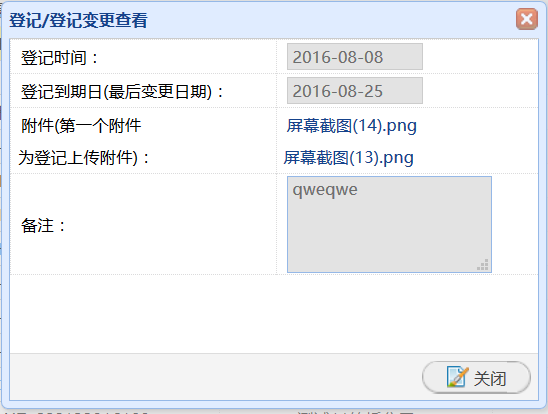 登记/登记变更查看
登记时间： 2016-08-08
登记到期日(最后变更日期)： 2016-08-25
附件(第一个附件 屏幕截图(14).png
为登记上传附件)： 屏幕截图(13).png
备注： qweqwe
关闭